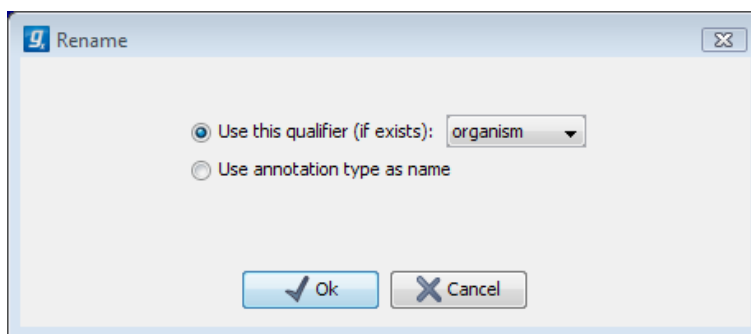 Rename
Use this qualifier (if exists): organism
Use annotation type as name
Ok Cancel